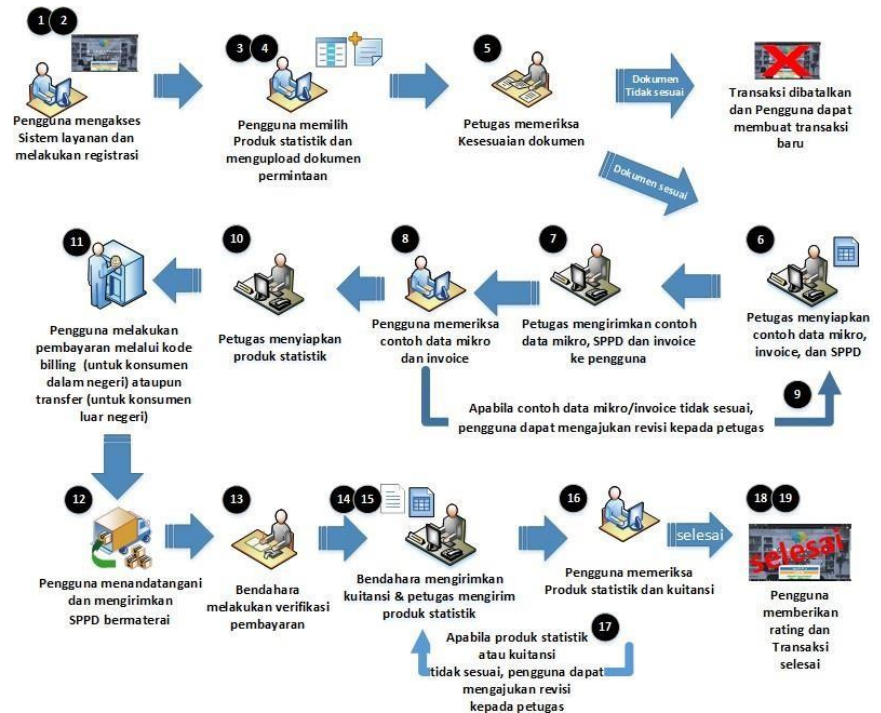 1 2
Pengguna mengakses
Sistem layanan dan
melakukan registrasi
3 4
Pengguna memilih
Produk statistik dan
mengupload dokumen
permintaan
5
Petugas memeriksa
Kesesuaian dokumen
Dokumen
Tidak sesuai
Transaksi dibatalkan
dan Pengguna dapat
membuat transaksi
baru
Dokumen sesuai
6
Petugas menyiapkan
contoh data mikro,
invoice, dan SPPD
7
Petugas mengirimkan contoh
data mikro, SPPD dan invoice
ke pengguna
8
Pengguna memeriksa
contoh data mikro
dan invoice
9
Apabila contoh data mikro/invoice tidak sesuai,
pengguna dapat mengajukan revisi kepada petugas
10
Petugas menyiapkan
produk statistik
11
Pengguna melakukan
pembayaran melalui kode
billing (untuk konsumen
dalam negeri) ataupun
transfer (untuk konsumen
luar negeri)
12
Pengguna menandatangani
dan mengirimkan
SPPD bermaterai
13
Bendahara
melakukan verifikasi
pembayaran
14 15
Bendahara mengirimkan
kuitansi & petugas mengirim
produk statistik
16
Pengguna memeriksa
Produk statistik dan kuitansi
17
Apabila produk statistik
atau kuitansi
tidak sesuai, pengguna dapat
mengajukan revisi
kepada petugas
selesai
18 19
selesai
Pengguna
memberikan
rating dan
Transaksi
selesai